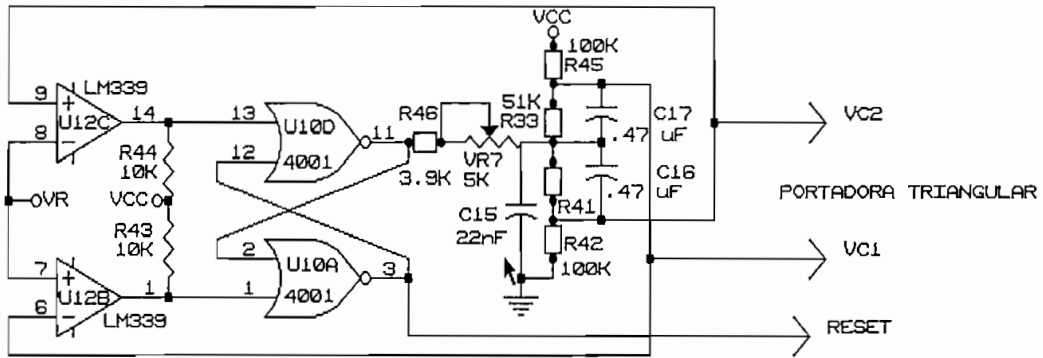 VCC
100K
R45
LM339
9
+
U12C
14
8
-
13
U10D
11
12
4001
R46
3.9K
VR7
5K
51K
R33
C17
.47 uF
C16
.47 uF
VC2
R44
10K
VR
VCC
R43
10K
C15
22nF
R41
R42
100K
PORTADORA TRIANGULAR
7
+
U12B
1
6
-
LM339
2
U10A
3
1
4001
VC1
RESET